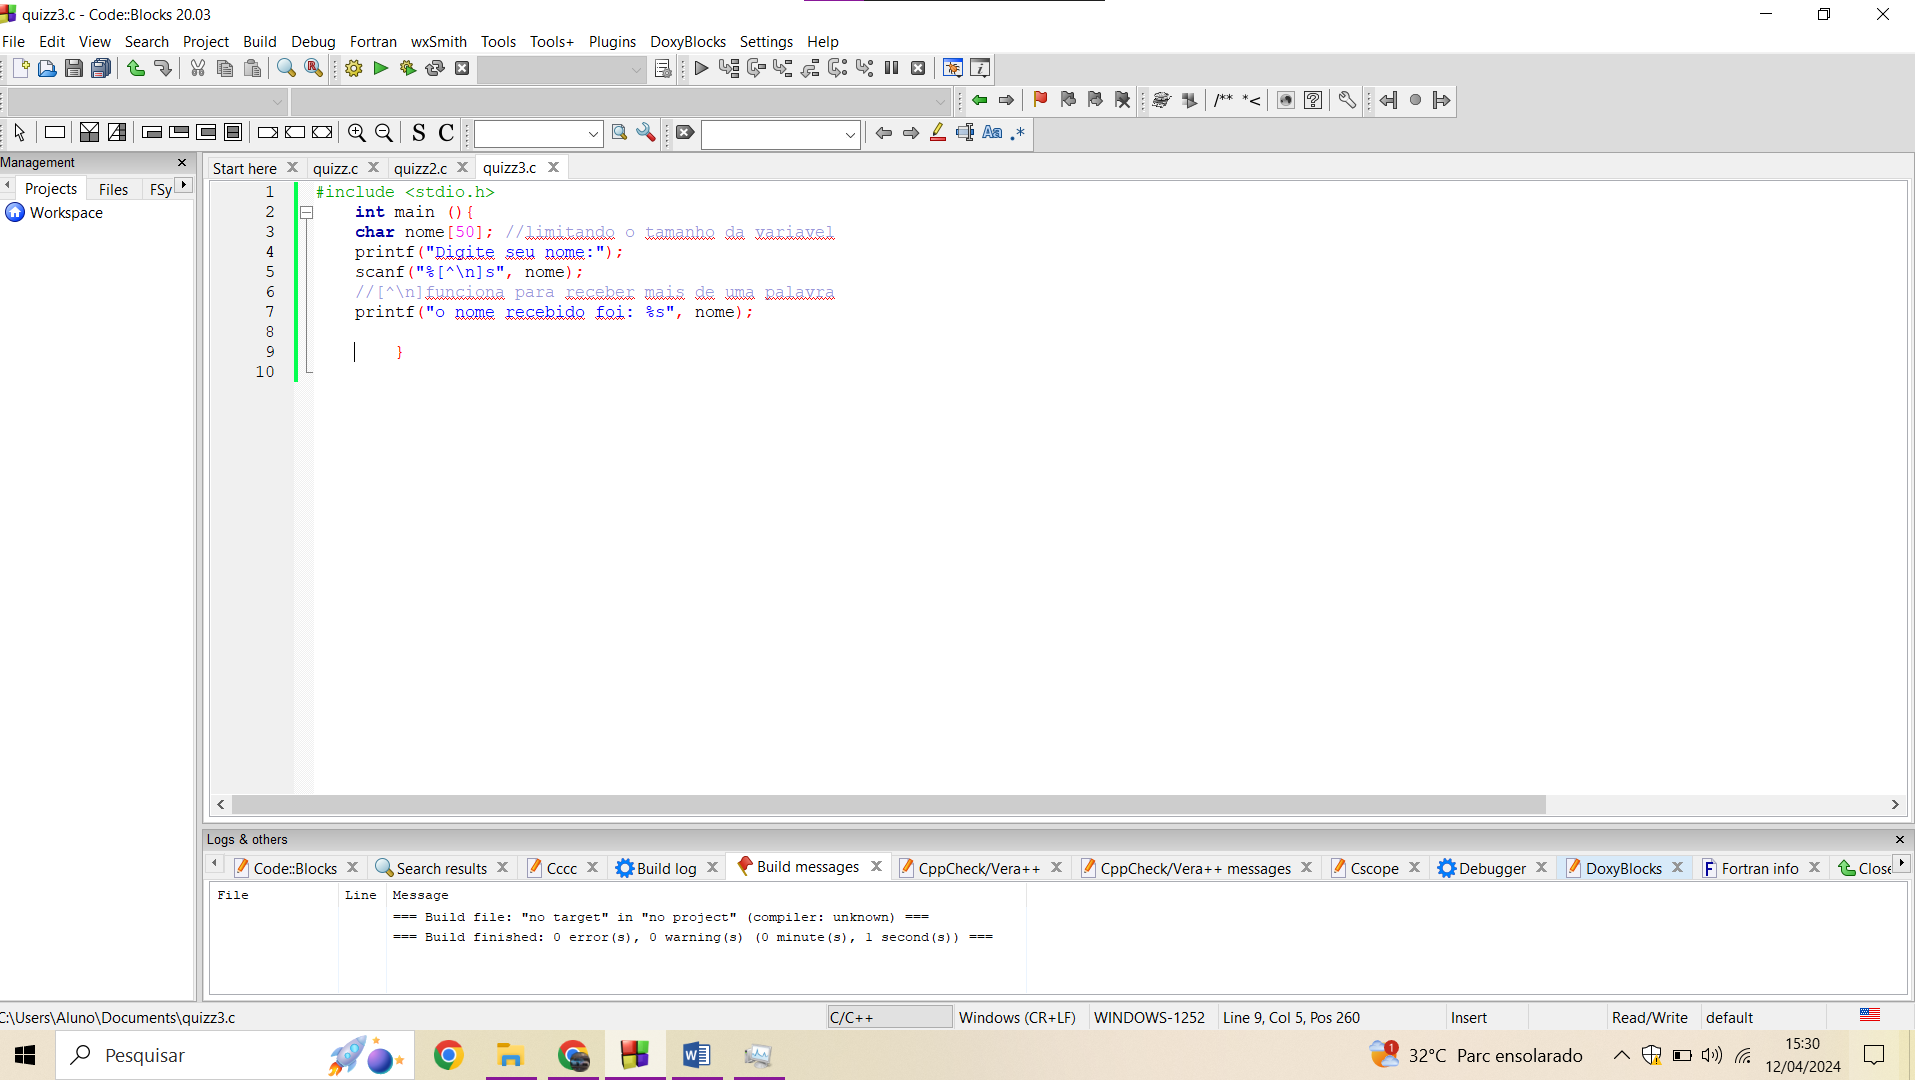 quizz3.c - Code::Blocks 20.03
File Edit View Search Project Build Debug Fortran wxSmith Tools Tools+ Plugins DoxyBlocks Settings Help
/** *<
S C Aa .*
Management
Projects Files FSy
Workspace
Start here quizz.c quizz2.c quizz3.c
1 #include <stdio.h>
2 int main (){
3 char nome[50]; //limitando o tamanho da variavel
4 printf("Digite seu nome:");
5 scanf("%[^\n]s", nome);
6 //[^\n]funciona para receber mais de uma palavra
7 printf("o nome recebido foi: %s", nome);
8
9 }
10
Logs & others
Code::Blocks Search results Cccc Build log Build messages CppCheck/Vera++ CppCheck/Vera++ messages Cscope Debugger DoxyBlocks Fortran info Close
File Line Message
=== Build file: "no target" in "no project" (compiler: unknown) ===
=== Build finished: 0 error(s), 0 warning(s) (0 minute(s), 1 second(s)) ===
C:\Users\Aluno\Documents\quizz3.c C/C++ Windows (CR+LF) WINDOWS-1252 Line 9, Col 5, Pos 260 Insert Read/Write default
Pesquisar 1 32°C Parc ensolarado 15:30
12/04/2024